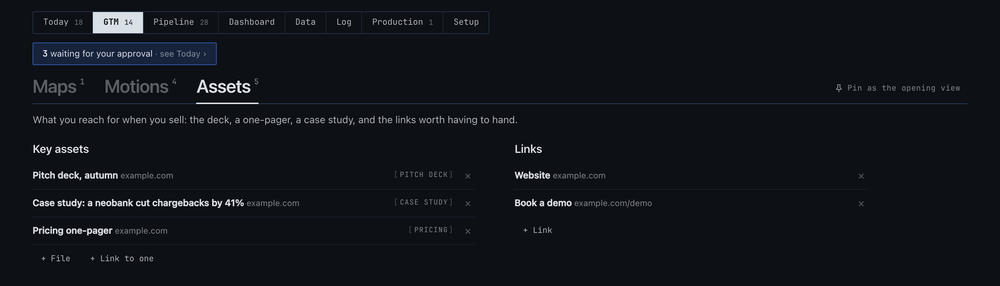 Today 18 GTM 14 Pipeline 28 Dashboard Data Log Production 1 Setup
3 waiting for your approval · see Today ›
Maps 1 Motions 4 Assets 5
Pin as the opening view
What you reach for when you sell: the deck, a one-pager, a case study, and the links worth having to hand.
Key assets
Pitch deck, autumn example.com [PITCH DECK] ×
Case study: a neobank cut chargebacks by 41% example.com [CASE STUDY] ×
Pricing one-pager example.com [PRICING] ×
+ File + Link to one
Links
Website example.com ×
Book a demo example.com/demo ×
+ Link